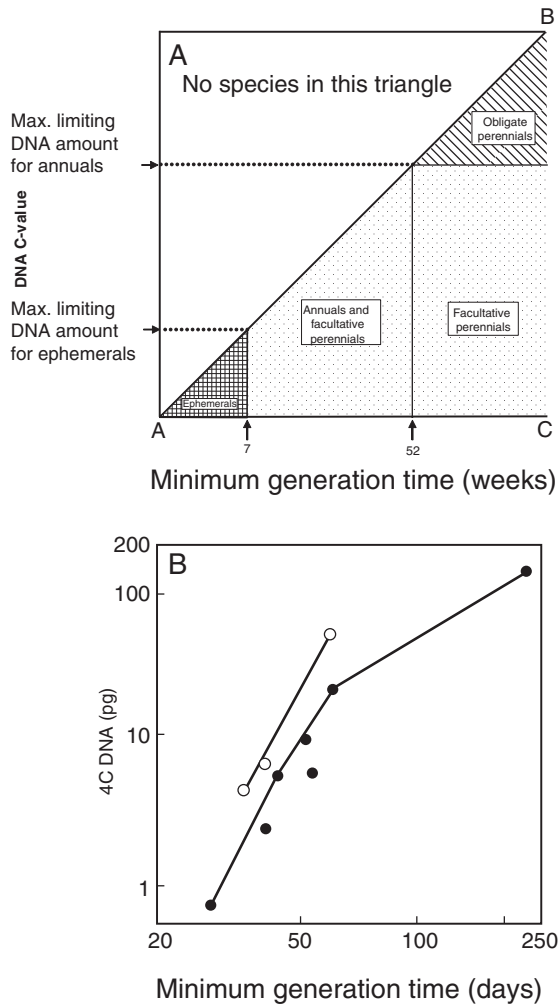 B
A
No species in this triangle
Max. limiting
DNA amount
for annuals
Obligate
perennials
DNA C-value
Max. limiting
DNA amount
for ephemerals
Annuals and
facultative
perennials
Facultative
perennials
Ephemerals
A
C
7
52
Minimum generation time (weeks)
B
200
100
10
1
4C DNA (pg)
20
50
100
250
Minimum generation time (days)